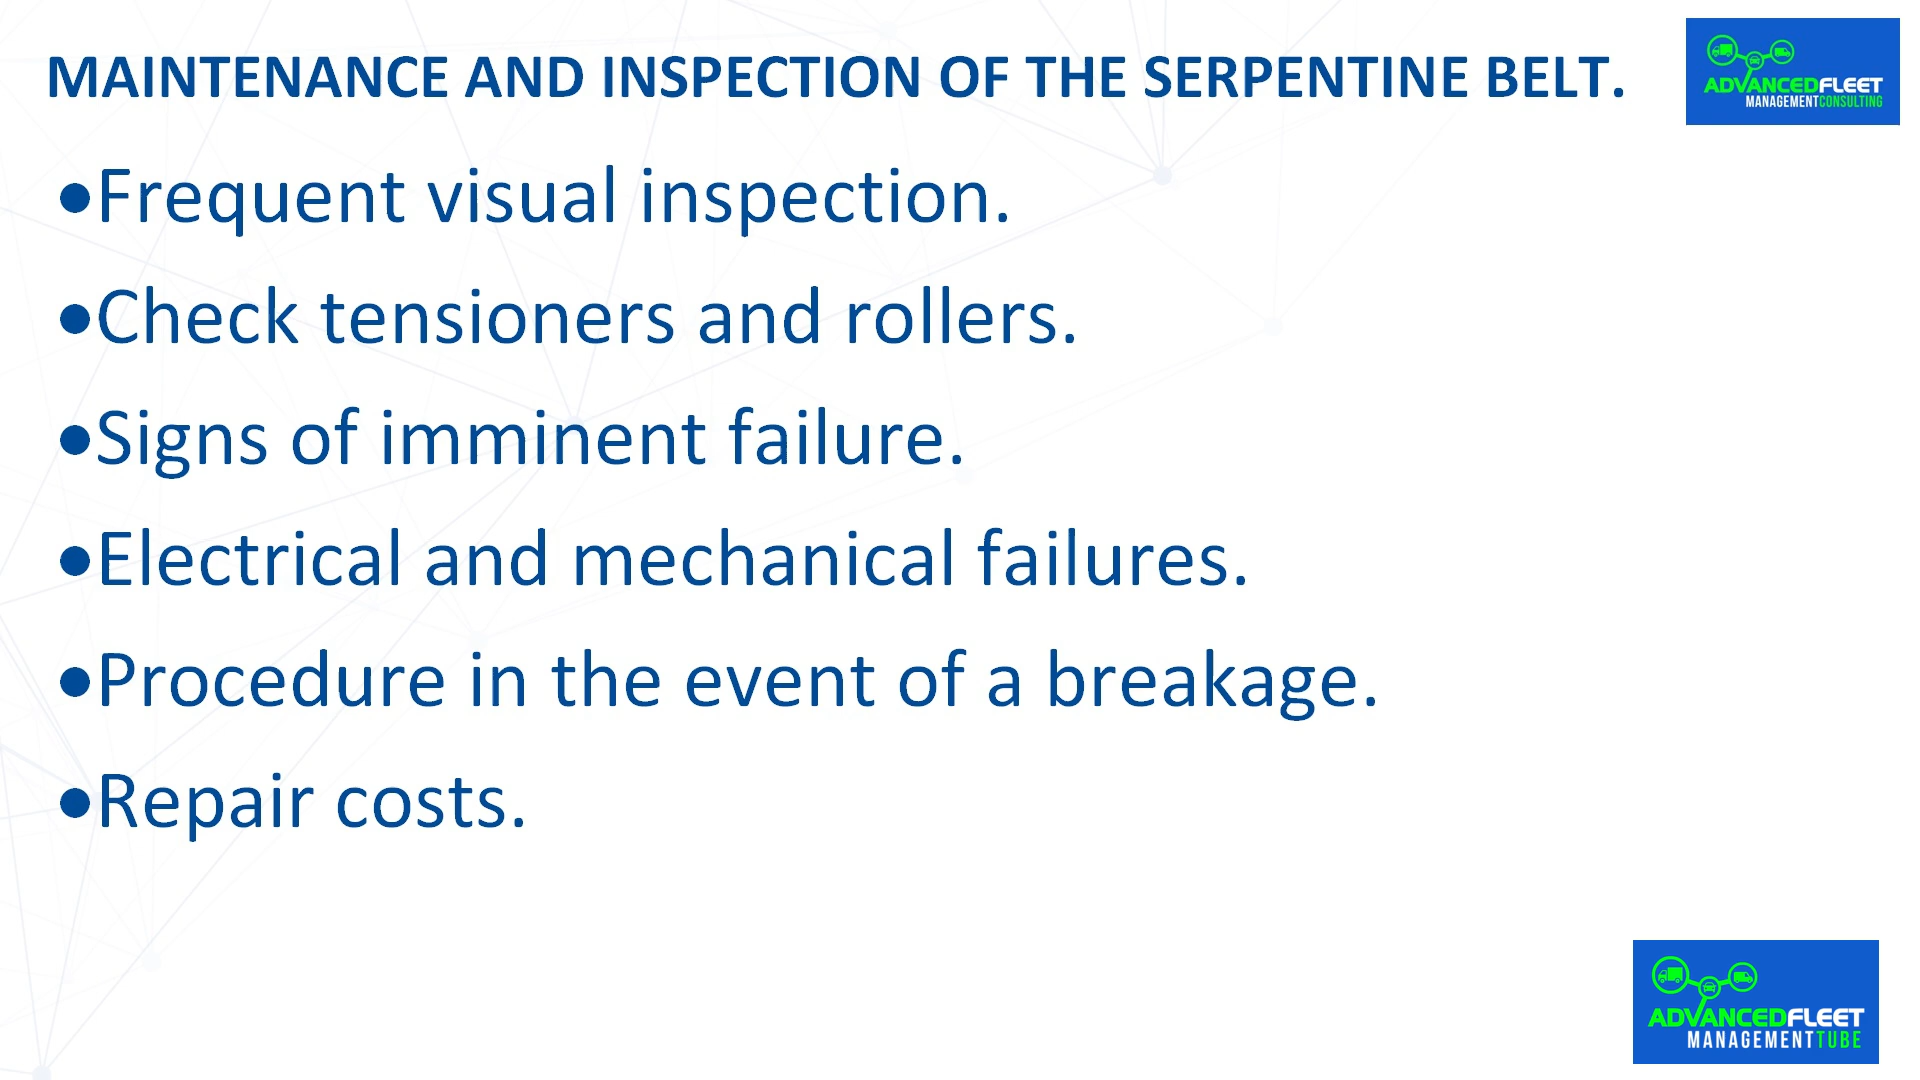 MAINTENANCE AND INSPECTION OF THE SERPENTINE BELT.
ADVANCEDFLEET
MANAGEMENTCONSULTING
•Frequent visual inspection.
•Check tensioners and rollers.
•Signs of imminent failure.
•Electrical and mechanical failures.
•Procedure in the event of a breakage.
•Repair costs.
ADVANCEDFLEET
MANAGEMENTTUBE